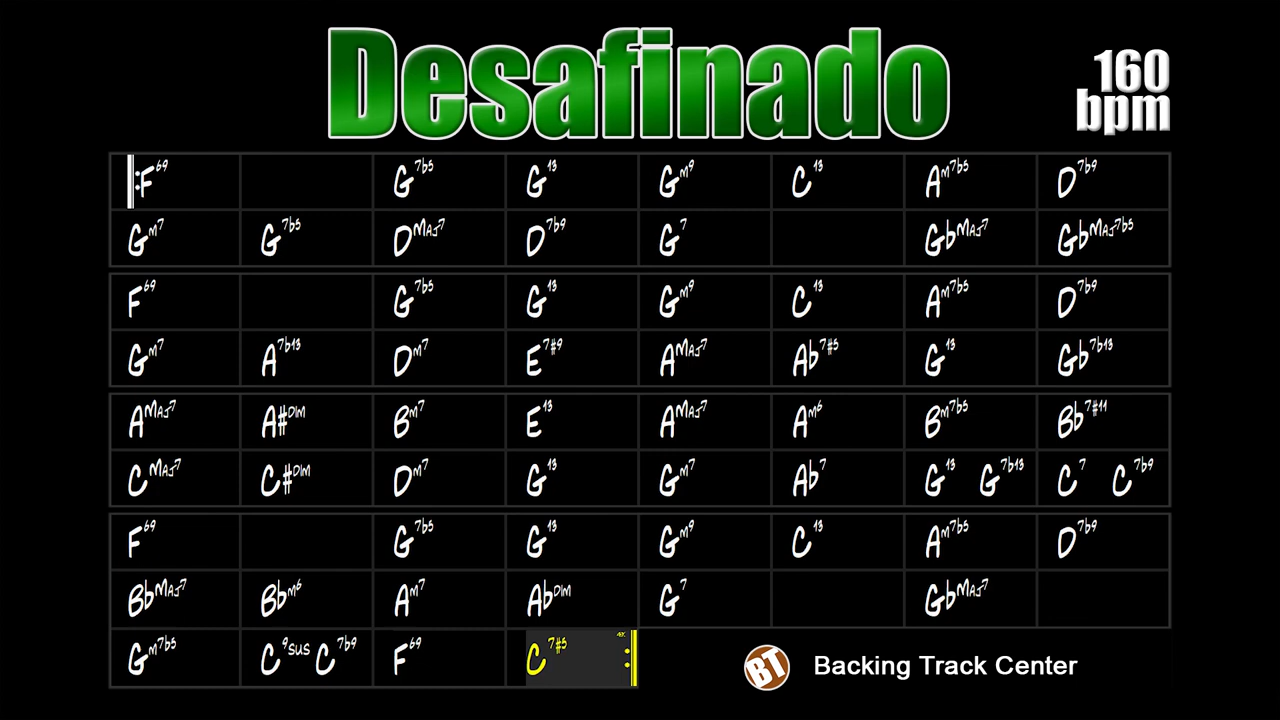 Desafinado
160
bpm
F69 G7b5 G13 Gm9 C13 Am7b5 D7b9
Gm7 G7b5 DMaj7 D7b9 G7 GbMaj7 GbMaj7b5
F69 G7b5 G13 Gm9 C13 Am7b5 D7b9
Gm7 A7b13 Dm7 E7#9 AMaj7 Ab7#5 G13 Gb7b13
AMaj7 A#DIM Bm7 E13 AMaj7 Am6 Bm7b5 Bb7#11
CMaj7 C#DIM Dm7 G13 Gm7 Ab7 G13 G7b13 C7 C7b9
F69 G7b5 G13 Gm9 C13 Am7b5 D7b9
BbMaj7 Bbm6 Am7 AbDIM G7 GbMaj7
Gm7b5 C9SUS C7b9 F69 C7#5
BT Backing Track Center